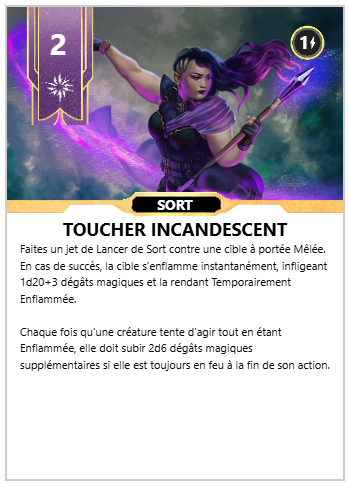 2
1
SORT
TOUCHER INCANDESCENT
Faites un jet de Lancer de Sort contre une cible à portée Mêlée.
En cas de succès, la cible s'enflamme instantanément, infligeant
1d20+3 dégâts magiques et la rendant Temporairement
Enflammée.
Chaque fois qu'une créature tente d'agir tout en étant
Enflammée, elle doit subir 2d6 dégâts magiques
supplémentaires si elle est toujours en feu à la fin de son action.